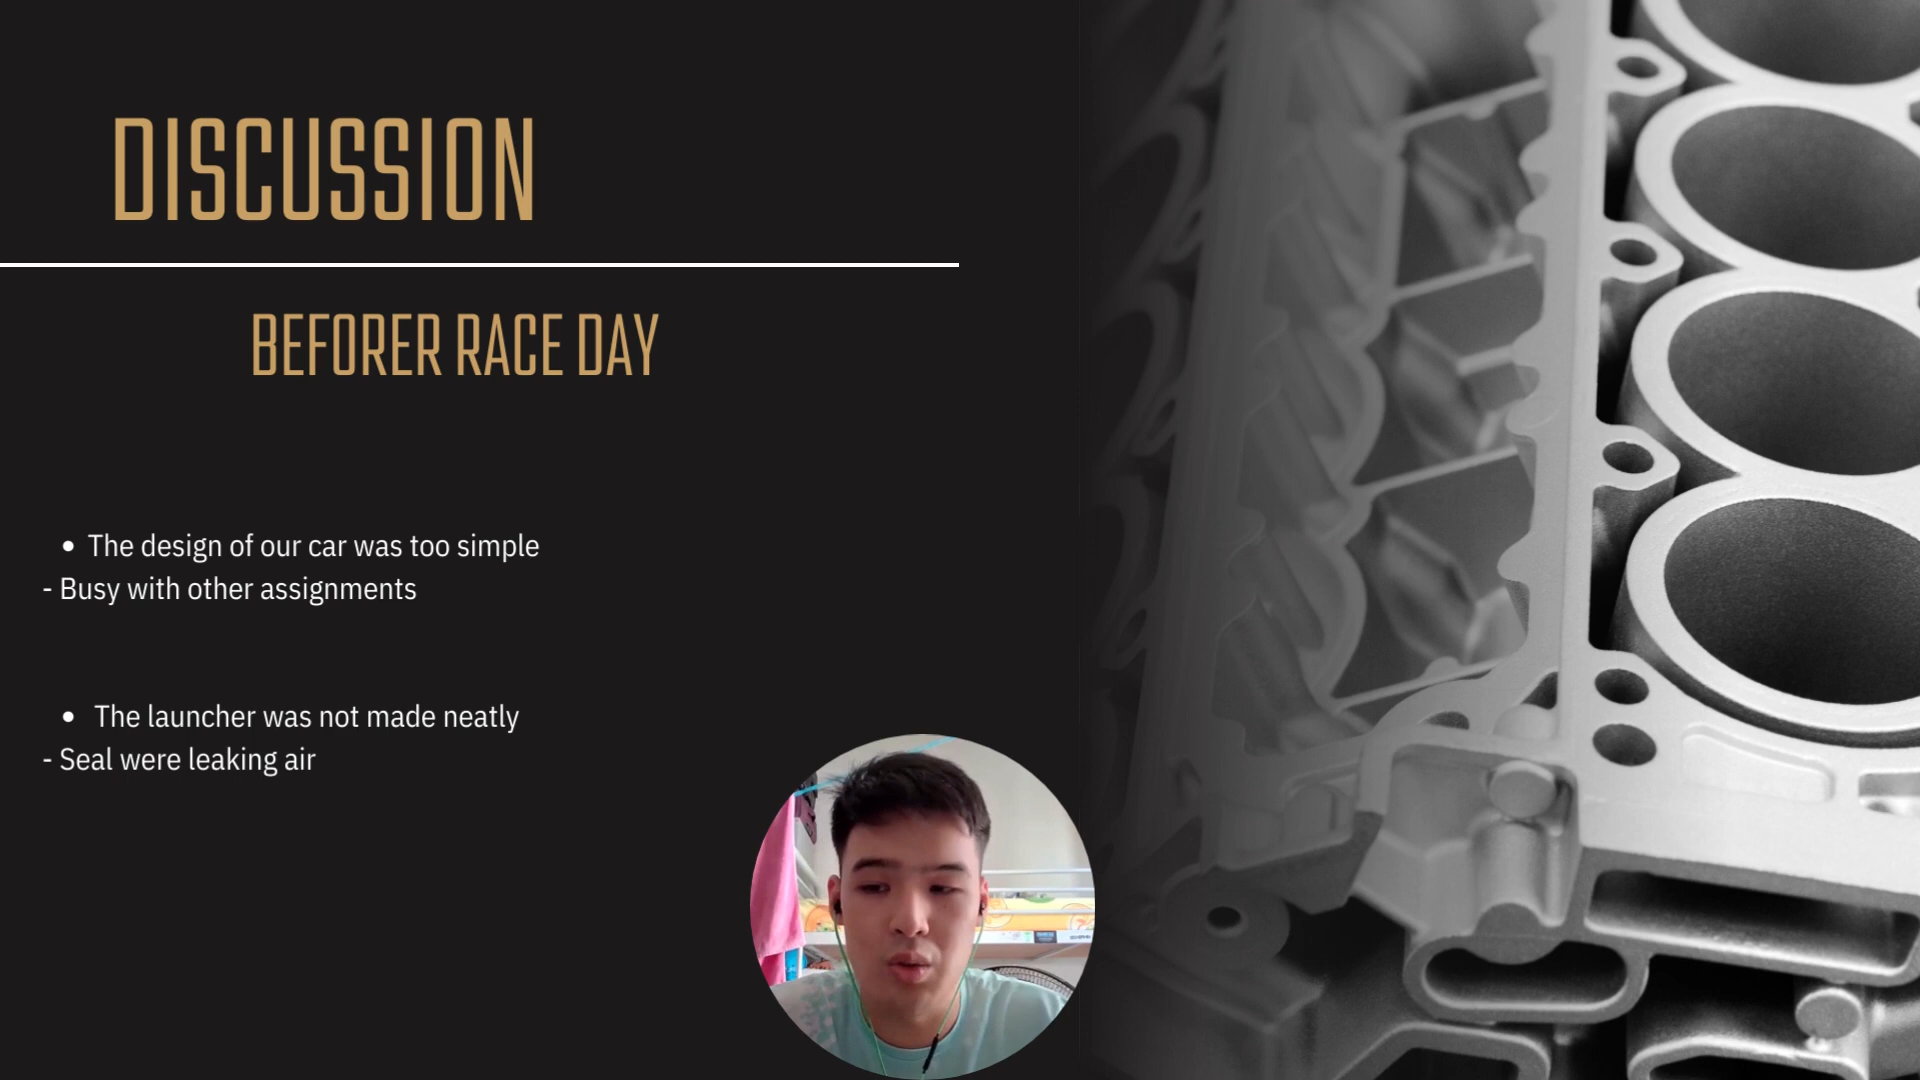 DISCUSSION
BEFORER RACE DAY
• The design of our car was too simple
- Busy with other assignments
• The launcher was not made neatly
- Seal were leaking air